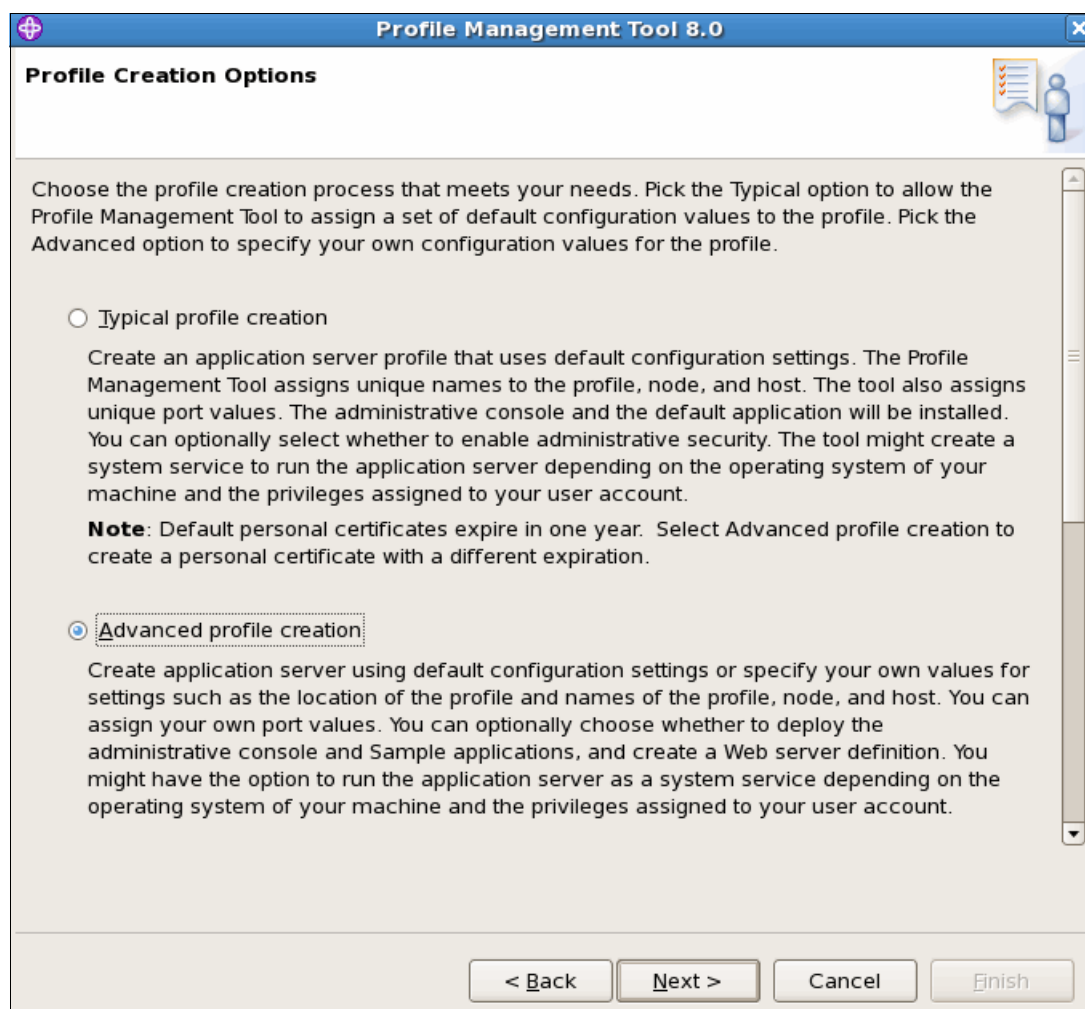 Profile Management Tool 8.0
Profile Creation Options
Choose the profile creation process that meets your needs. Pick the Typical option to allow the
Profile Management Tool to assign a set of default configuration values to the profile. Pick the
Advanced option to specify your own configuration values for the profile.
Typical profile creation
Create an application server profile that uses default configuration settings. The Profile
Management Tool assigns unique names to the profile, node, and host. The tool also assigns
unique port values. The administrative console and the default application will be installed.
You can optionally select whether to enable administrative security. The tool might create a
system service to run the application server depending on the operating system of your
machine and the privileges assigned to your user account.
Note: Default personal certificates expire in one year.  Select Advanced profile creation to
create a personal certificate with a different expiration.
Advanced profile creation
Create application server using default configuration settings or specify your own values for
settings such as the location of the profile and names of the profile, node, and host. You can
assign your own port values. You can optionally choose whether to deploy the
administrative console and Sample applications, and create a Web server definition. You
might have the option to run the application server as a system service depending on the
operating system of your machine and the privileges assigned to your user account.
< Back
Next >
Cancel
Finish